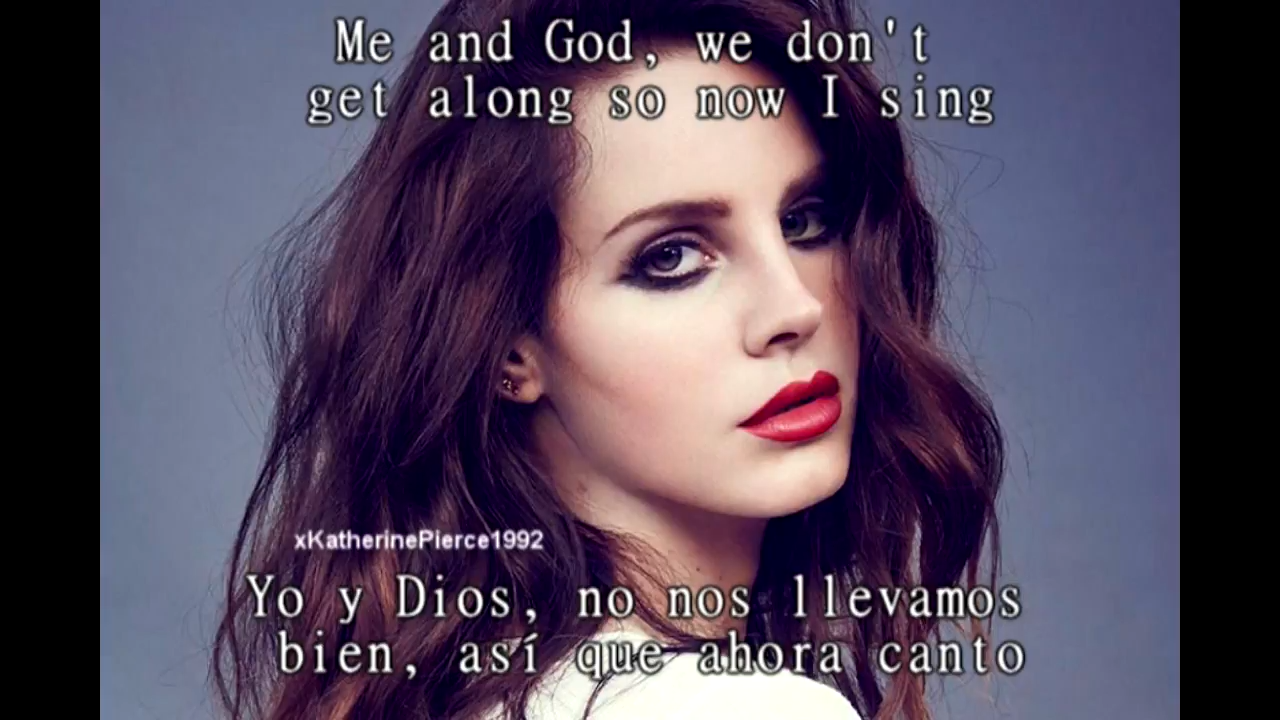 Me and God, we don't
get along so now I sing
xKatherinePierce1992
Yo y Dios, no nos llevamos
bien, así que ahora canto